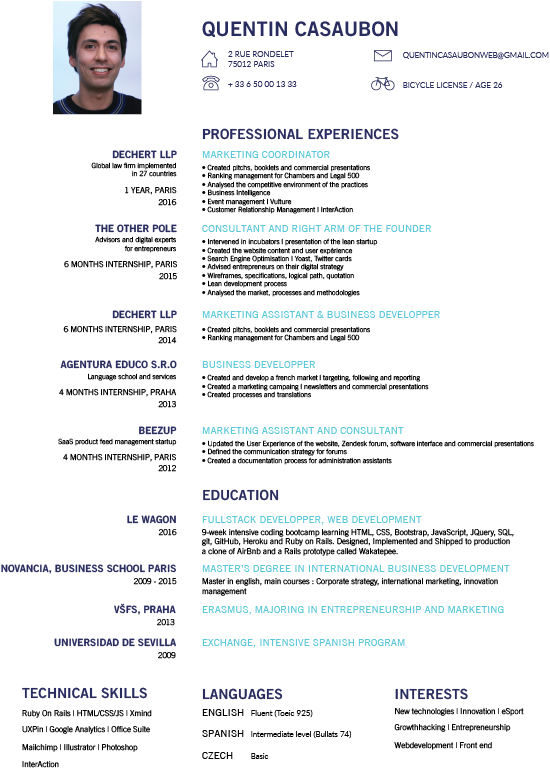 QUENTIN CASAUBON
2 RUE RONDELET
75012 PARIS
QUENTINCASAUBONWEB@GMAIL.COM
+ 33 6 50 00 13 33
BICYCLE LICENSE / AGE 26
PROFESSIONAL EXPERIENCES
DECHERT LLP
Global law firm implemented
in 27 countries
1 YEAR, PARIS
2016
MARKETING COORDINATOR
• Created pitchs, booklets and commercial presentations
• Ranking management for Chambers and Legal 500
• Analysed the competitive environment of the practices
• Business Intelligence
• Event management I Vuture
• Customer Relationship Management I InterAction
THE OTHER POLE
Advisors and digital experts
for entrepreneurs
6 MONTHS INTERNSHIP, PARIS
2015
CONSULTANT AND RIGHT ARM OF THE FOUNDER
• Intervened in incubators I presentation of the lean startup
• Created the website content and user expérience
• Search Engine Optimisation I Yoast, Twitter cards
• Advised entrepreneurs on their digital strategy
• Wireframes, specifications, logical path, quotation
• Lean development process
• Analysed the market, processes and methodologies
DECHERT LLP
6 MONTHS INTERNSHIP, PARIS
2014
MARKETING ASSISTANT & BUSINESS DEVELOPPER
• Created pitchs, booklets and commercial presentations
• Ranking management for Chambers and Legal 500
AGENTURA EDUCO S.R.O
Language school and services
4 MONTHS INTERNSHIP, PRAHA
2013
BUSINESS DEVELOPPER
• Created and develop a french market I targeting, following and reporting
• Created a marketing campaing I newsletters and commercial presentations
• Created processes and translations
BEEZUP
SaaS product feed management startup
4 MONTHS INTERNSHIP, PARIS
2012
MARKETING ASSISTANT AND CONSULTANT
• Updated the User Experience of the website, Zendesk forum, software interface and commercial presentations
• Defined the communication strategy for forums
• Created a documentation process for administration assistants
EDUCATION
LE WAGON
2016
FULLSTACK DEVELOPPER, WEB DEVELOPMENT
9-week intensive coding bootcamp learning HTML, CSS, Bootstrap, JavaScript, JQuery, SQL,
git, GitHub, Heroku and Ruby on Rails. Designed, Implemented and Shipped to production
a clone of AirBnb and a Rails prototype called Wakatepee.
NOVANCIA, BUSINESS SCHOOL PARIS
2009 - 2015
MASTER'S DEGREE IN INTERNATIONAL BUSINESS DEVELOPMENT
Master in english, main courses : Corporate strategy, international marketing, innovation
management
VŠFS, PRAHA
2013
ERASMUS, MAJORING IN ENTREPRENEURSHIP AND MARKETING
UNIVERSIDAD DE SEVILLA
2009
EXCHANGE, INTENSIVE SPANISH PROGRAM
TECHNICAL SKILLS
Ruby On Rails I HTML/CSS/JS I Xmind
UXPin I Google Analytics I Office Suite
Mailchimp I Illustrator I Photoshop
InterAction
LANGUAGES
ENGLISH Fluent (Toeic 925)
SPANISH Intermediate level (Bullats 74)
CZECH Basic
INTERESTS
New technologies I Innovation I eSport
Growthhacking I Entrepreneurship
Webdevelopment I Front end